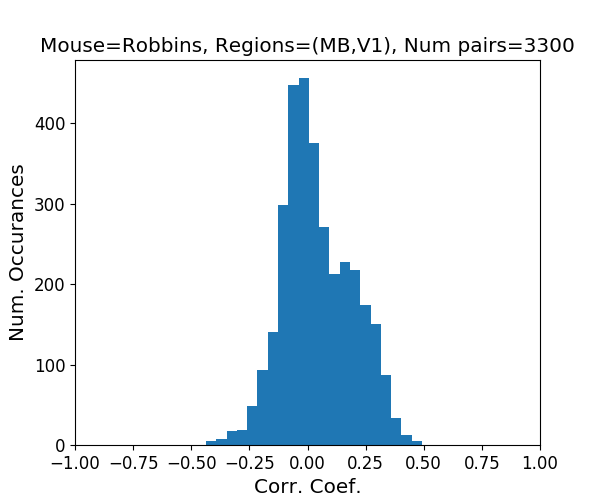 Mouse=Robbins, Regions=(MB,V1), Num pairs=3300
Num. Occurances
400
300
200
100
0
−1.00 −0.75 −0.50 −0.25 0.00 0.25 0.50 0.75 1.00
Corr. Coef.